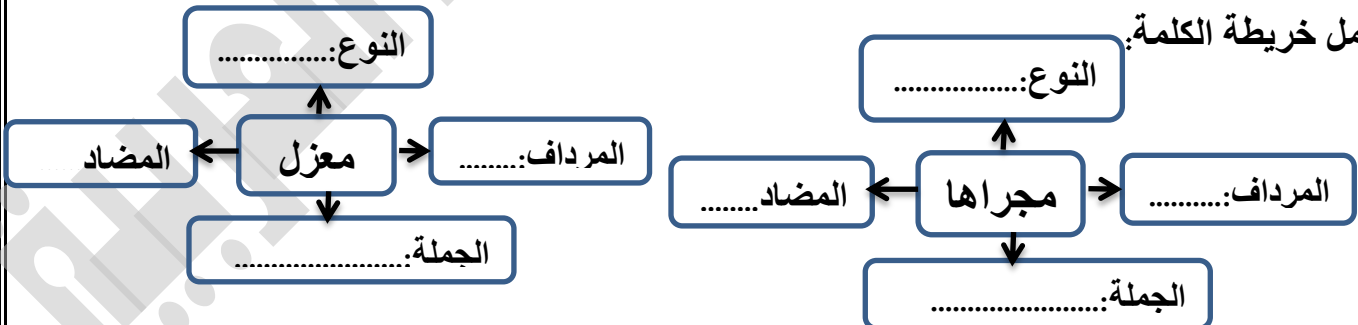 مل خريطة الكلمة:
النوع:.................
المرداف:...........
مجراها
المضاد........
الجملة:.......................
النوع:...............
المرداف:........
معزل
المضاد
الجملة:......................